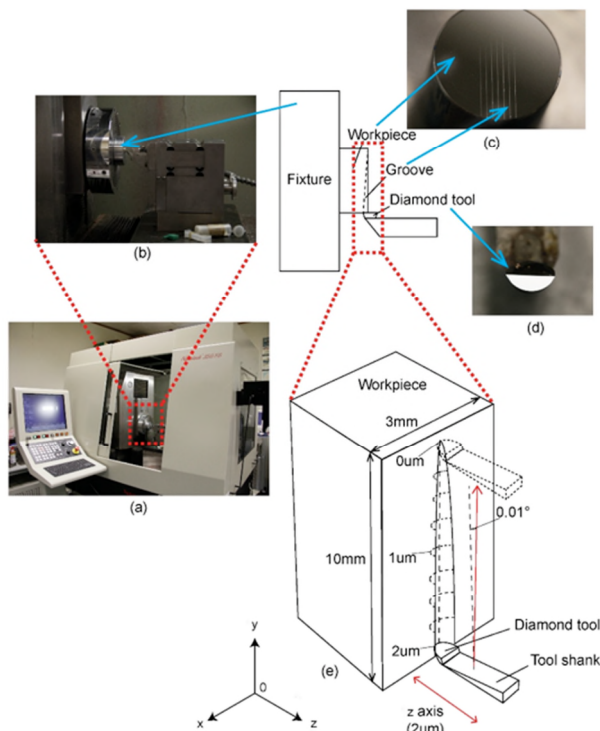 (c)
Workpiece
Groove
Diamond tool
Fixture
(b)
(d)
(a)
Workpiece
3mm
0um
0.01°
10mm
1um
2um
Diamond tool
Tool shank
(e)
z axis
(2um)
y
0
x
z